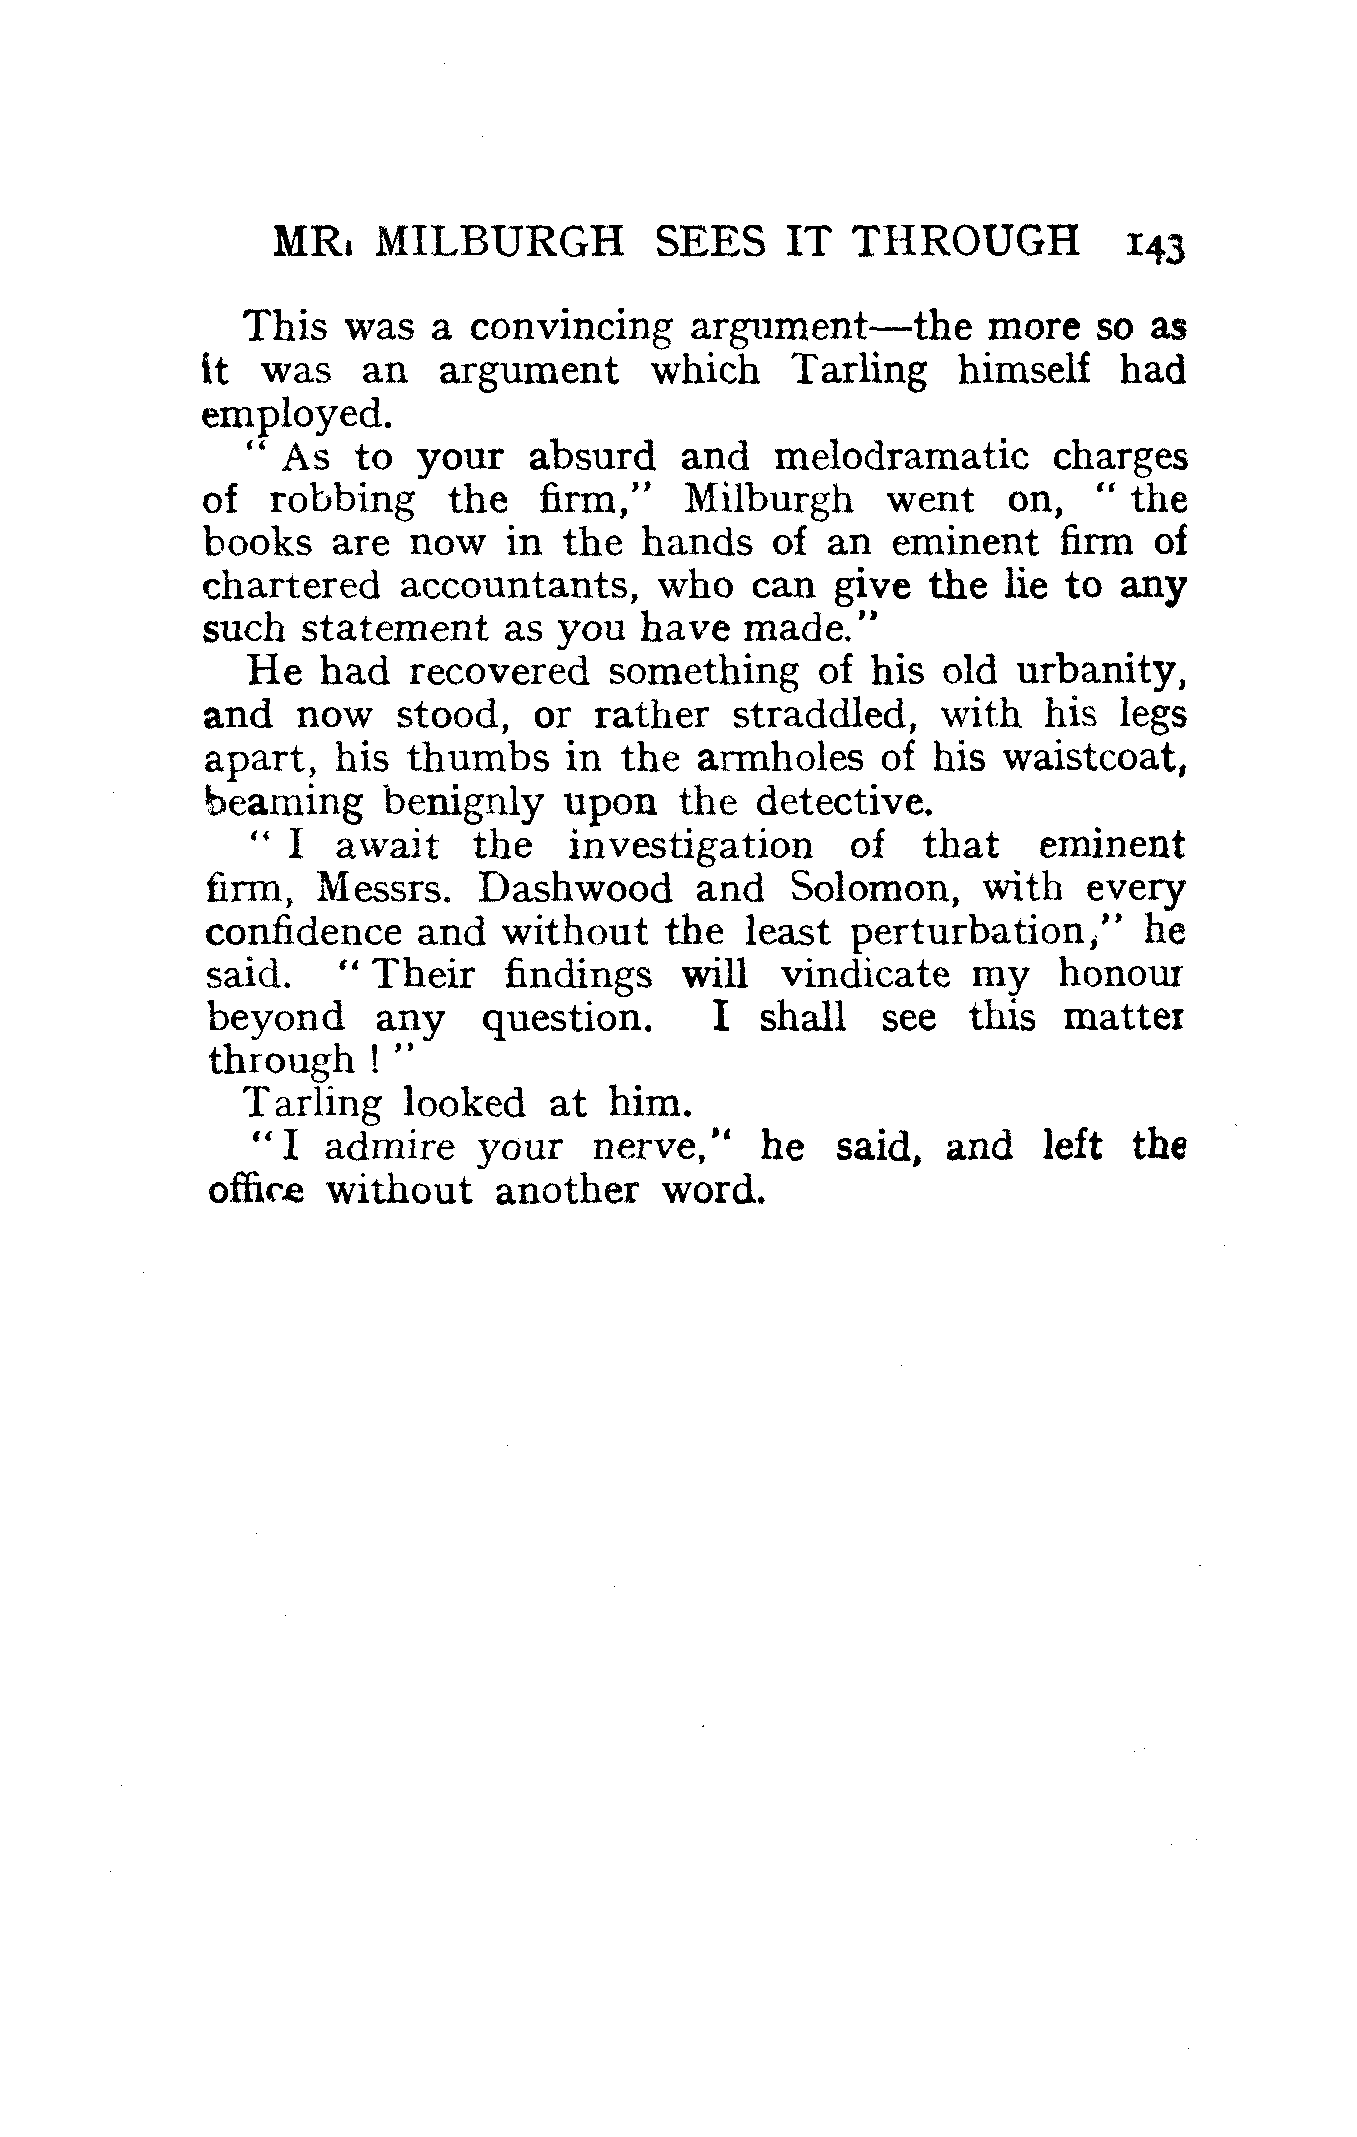 MR. MILBURGH SEES IT THROUGH 143
This was a convincing argument—the more so as
it was an argument which Tarling himself had
employed.
“ As to your absurd and melodramatic charges
of robbing the firm,” Milburgh went on, “ the
books are now in the hands of an eminent firm of
chartered accountants, who can give the lie to any
such statement as you have made.”
He had recovered something of his old urbanity,
and now stood, or rather straddled, with his legs
apart, his thumbs in the armholes of his waistcoat,
beaming benignly upon the detective.
“ I await the investigation of that eminent
firm, Messrs. Dashwood and Solomon, with every
confidence and without the least perturbation,” he
said. “ Their findings will vindicate my honour
beyond any question. I shall see this matter
through ! ”
Tarling looked at him.
“ I admire your nerve,” he said, and left the
office without another word.